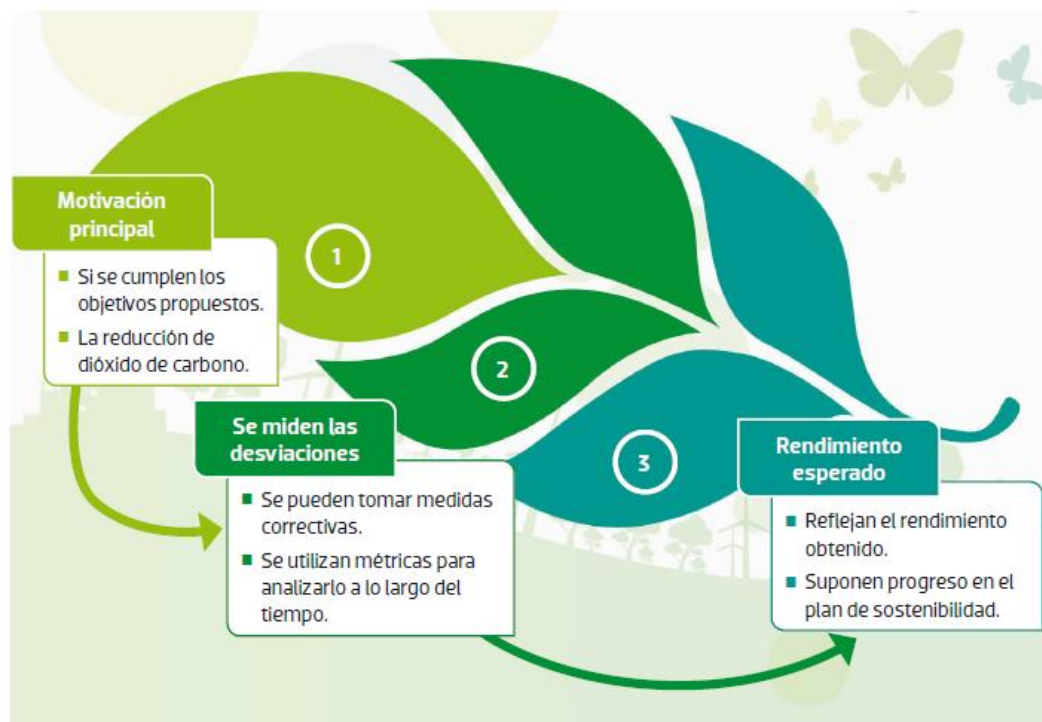 Motivación
principal
1
■ Si se cumplen los
objetivos propuestos.
■ La reducción de
dióxido de carbono.
2
Se miden las
desviaciones
■ Se pueden tomar medidas
correctivas.
■ Se utilizan métricas para
analizarlo a lo largo del
tiempo.
3
Rendimiento
esperado
■ Reflejan el rendimiento
obtenido.
■ Suponen progreso en el
plan de sostenibilidad.